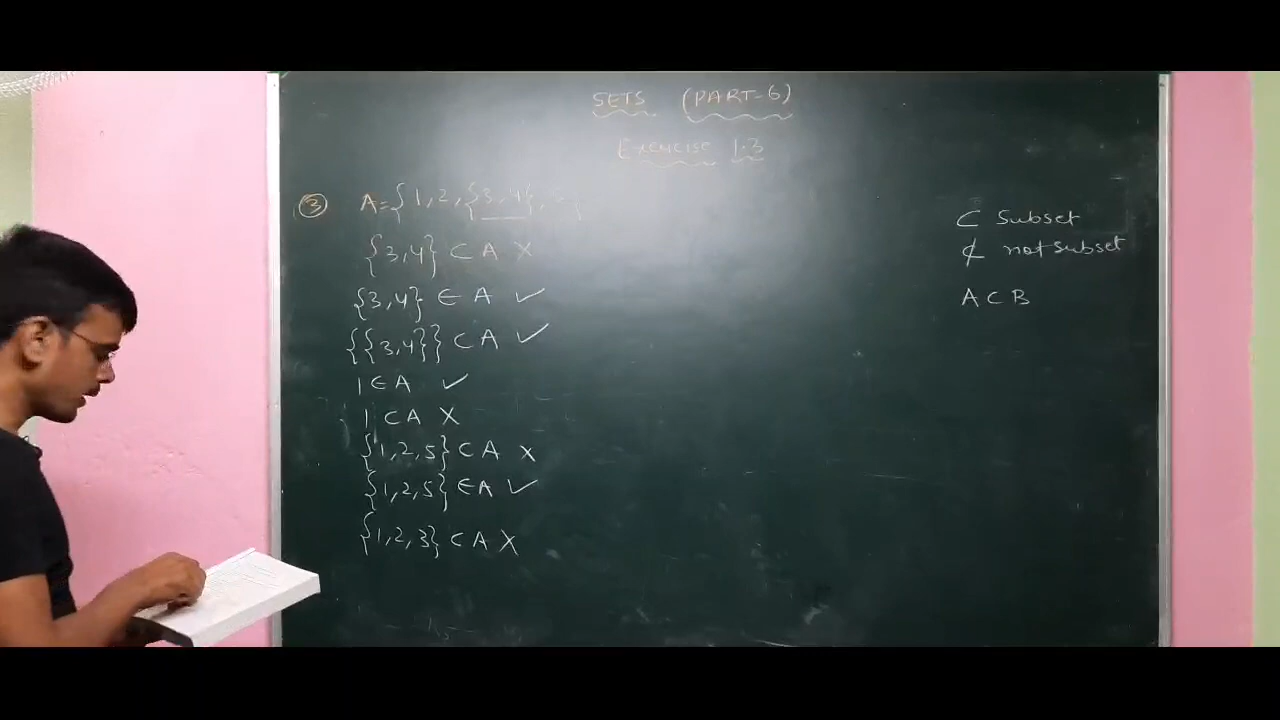 SETS (PART-6)
Exercise 1.3
③ A={1,2,{3,4},
{3,4} ⊂ A X
{3,4} ∈ A ✓
{{3,4}} ⊂ A ✓
1 ∈ A ✓
1 ⊂ A X
{1,2,5} ⊂ A X
{1,2,5} ∈ A ✓
{1,2,3} ⊂ A X
⊂ Subset
⊄ not subset
A ⊂ B